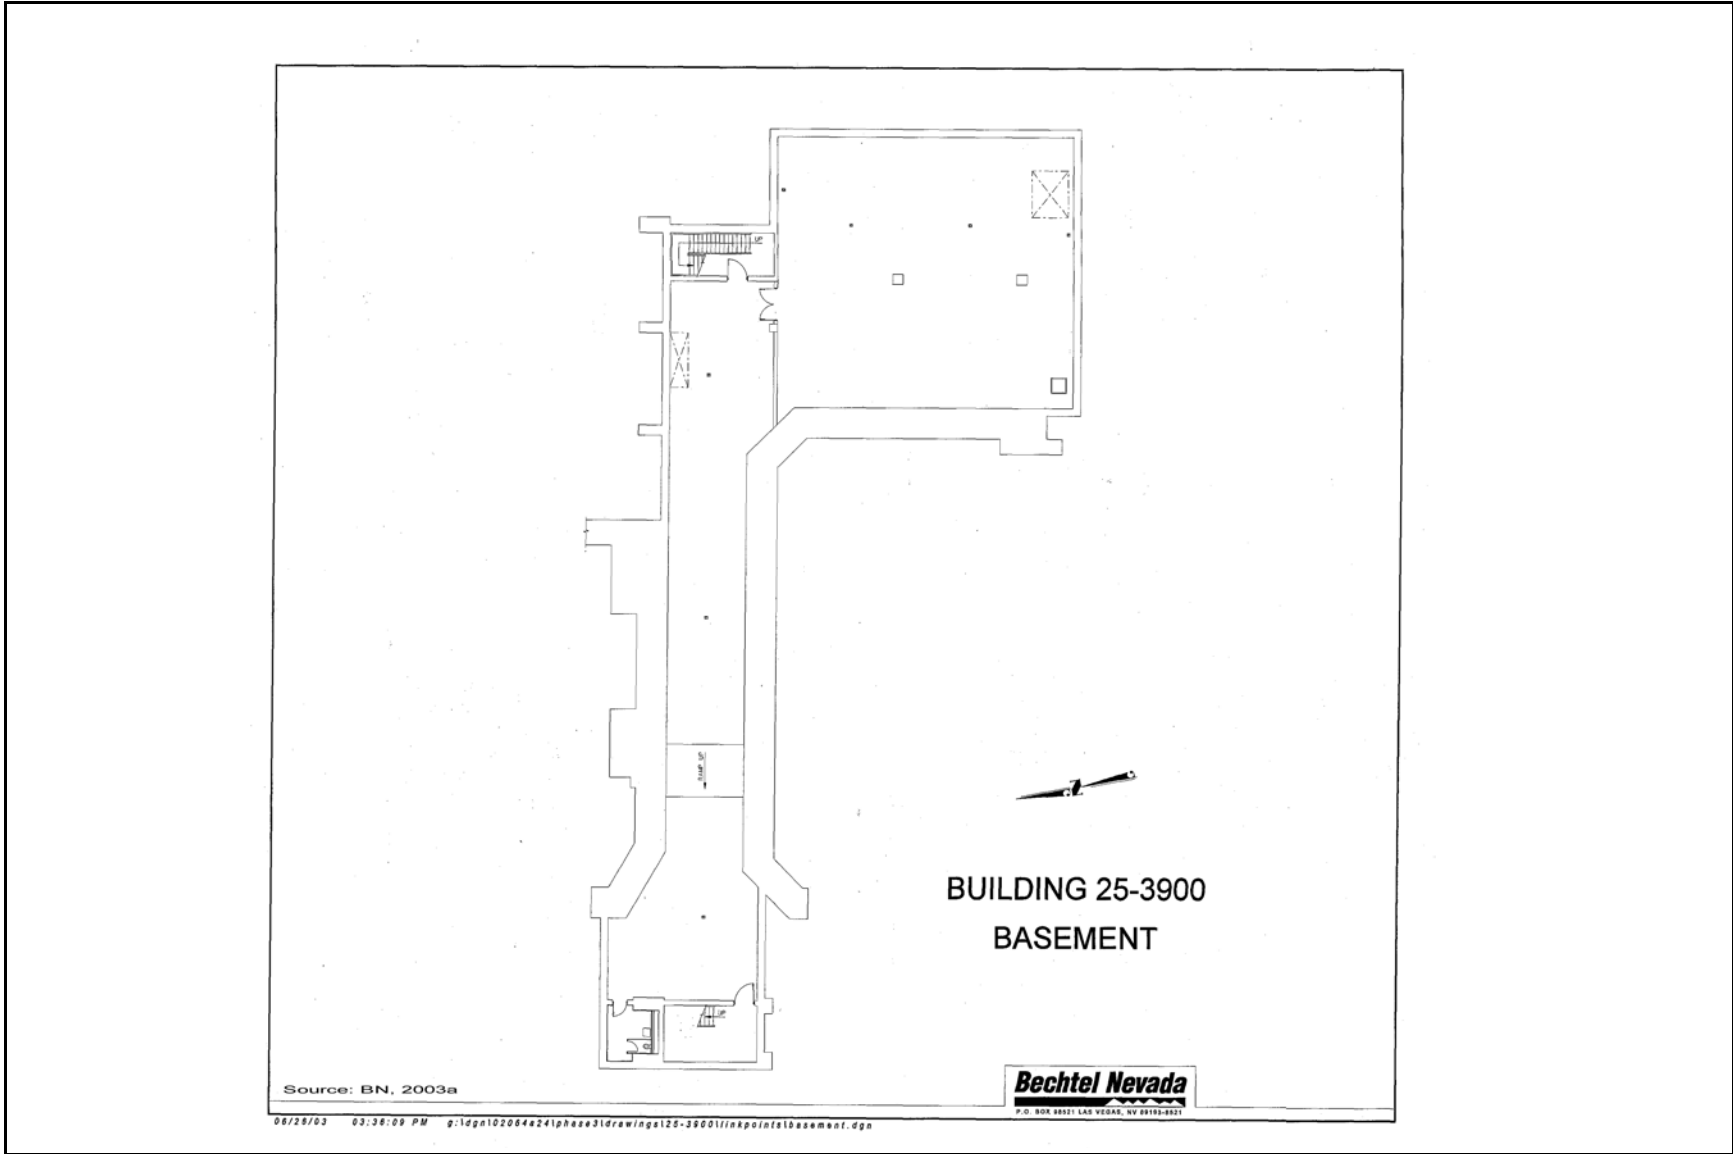 UP
RAMP UP
N
BUILDING 25-3900
BASEMENT
UP
Source: BN, 2003a
Bechtel Nevada
P.O. BOX 98521 LAS VEGAS, NV 89193-8521
06/26/03 03:36:09 PM g:\dgn\02064a24\phase3\drawings\25-3900\linkpoints\basement.dgn